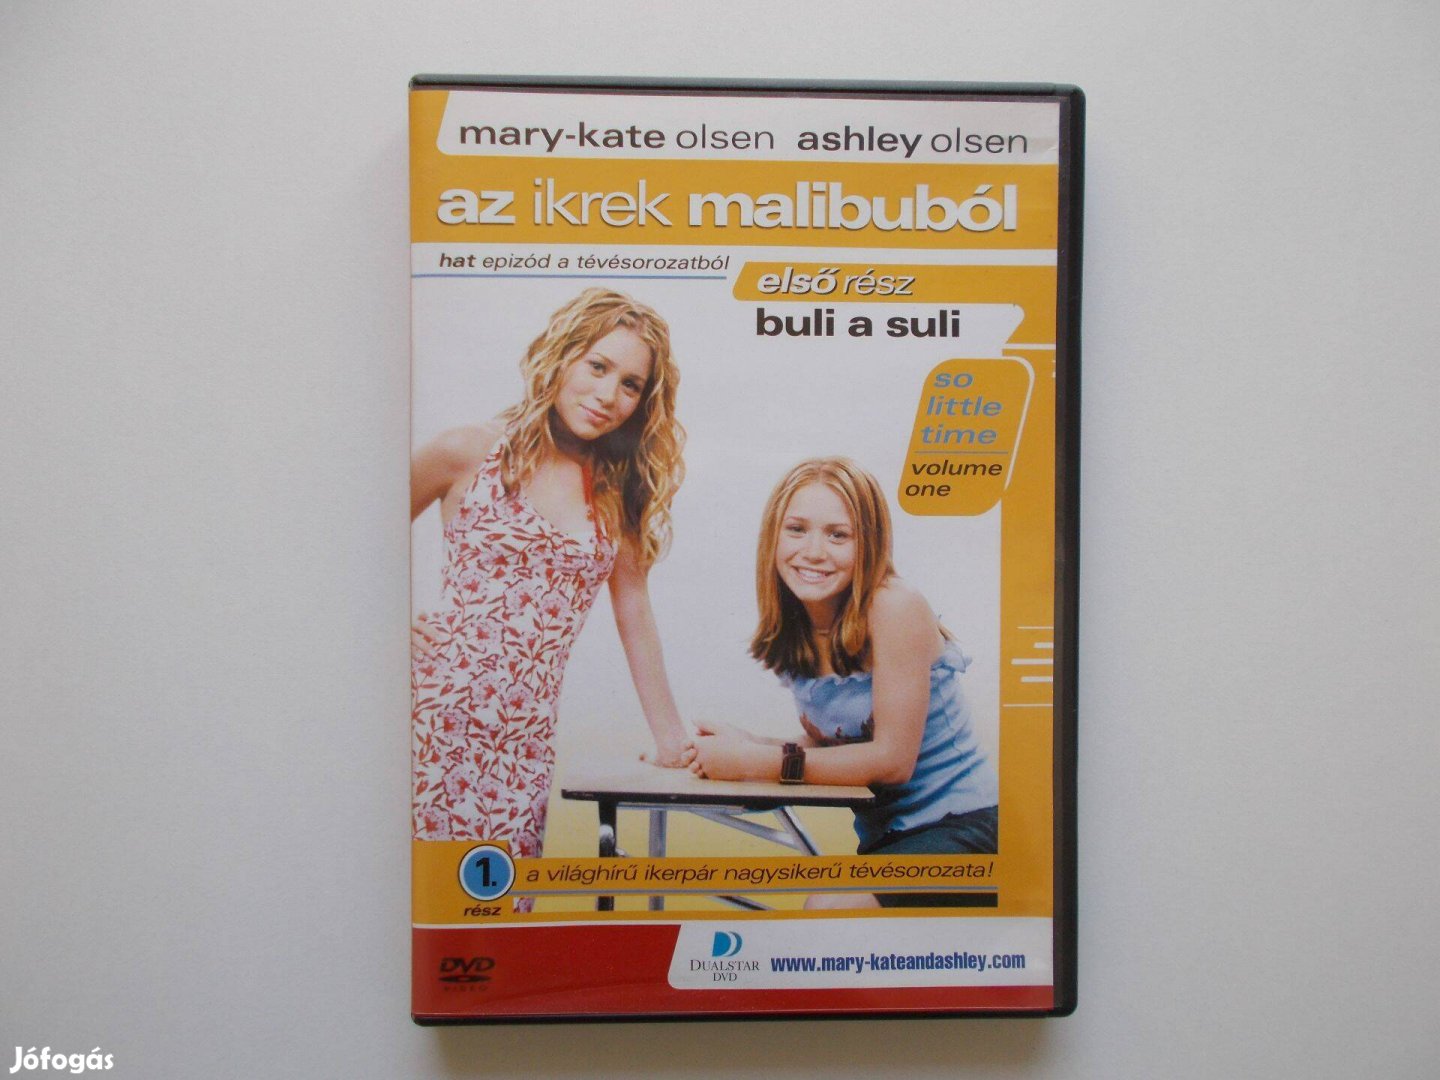 mary-kate olsen ashley olsen
az ikrek malibuból
hat epizód a tévésorozatból
első rész
buli a suli
so
little
time
volume
one
1.
rész
a világhírű ikerpár nagysikerű tévésorozata!
DVD
VIDEO
DUALSTAR
DVD
www.mary-kateandashley.com
Jófogás